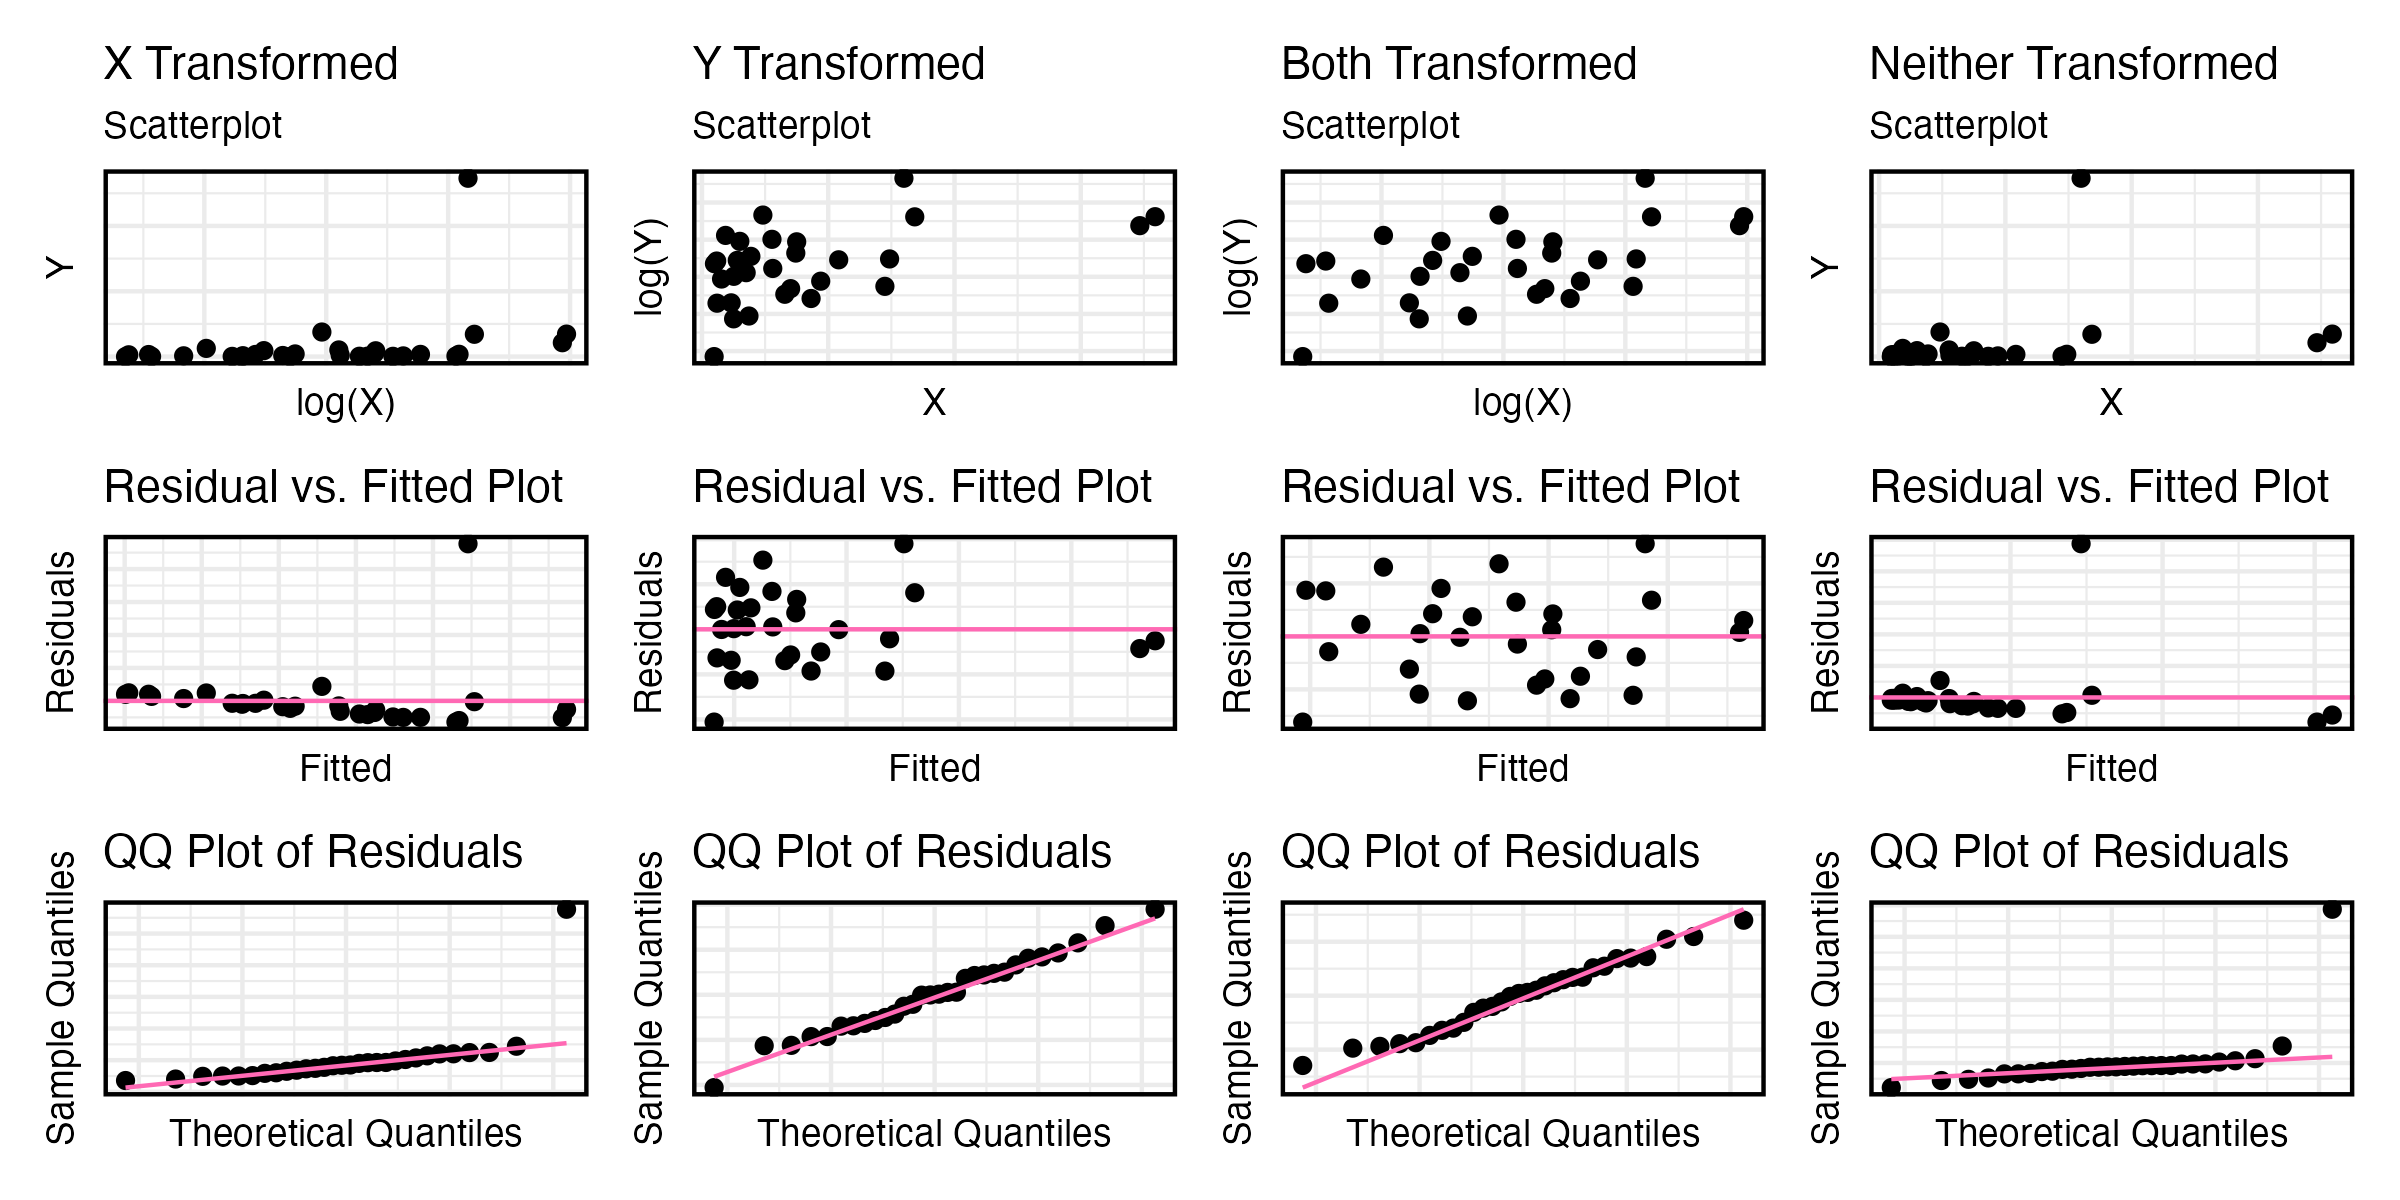 X Transformed
Scatterplot
Y
log(X)
Residual vs. Fitted Plot
Residuals
Fitted
QQ Plot of Residuals
Sample Quantiles
Theoretical Quantiles
Y Transformed
Scatterplot
log(Y)
X
Residual vs. Fitted Plot
Residuals
Fitted
QQ Plot of Residuals
Sample Quantiles
Theoretical Quantiles
Both Transformed
Scatterplot
log(Y)
log(X)
Residual vs. Fitted Plot
Residuals
Fitted
QQ Plot of Residuals
Sample Quantiles
Theoretical Quantiles
Neither Transformed
Scatterplot
Y
X
Residual vs. Fitted Plot
Residuals
Fitted
QQ Plot of Residuals
Sample Quantiles
Theoretical Quantiles